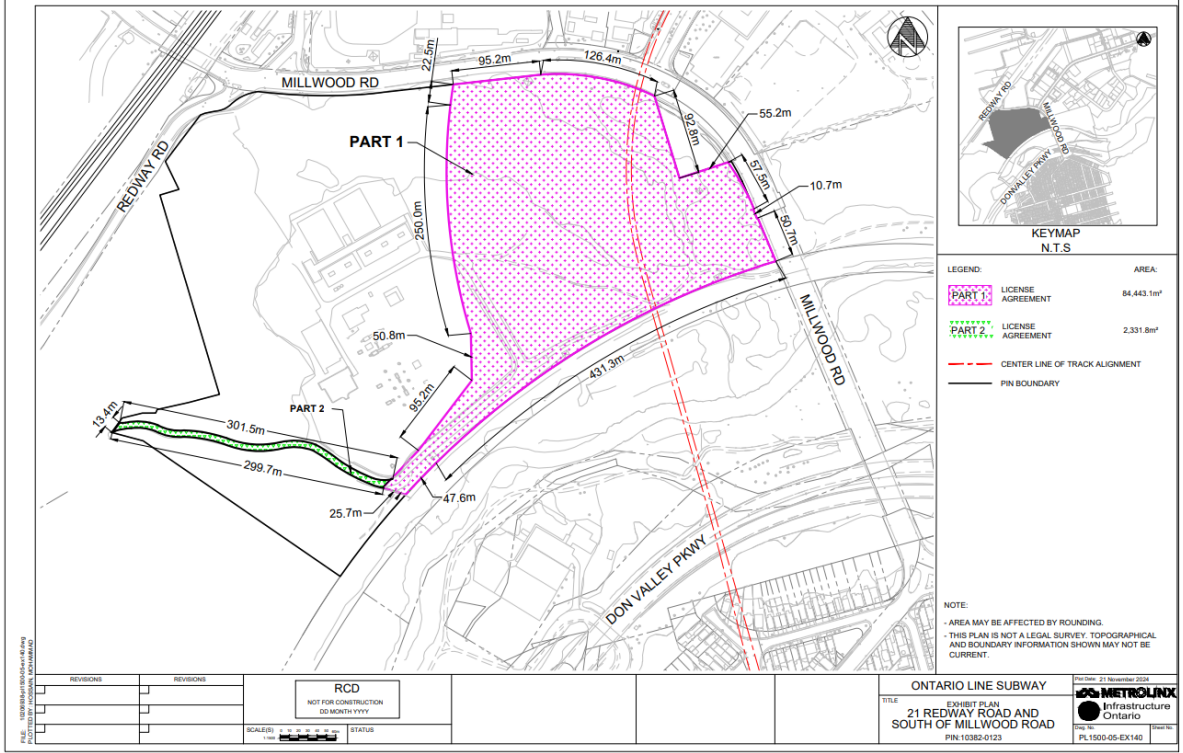 22.5m
95.2m
126.4m
MILLWOOD RD
PART 1
92.8m
55.2m
57.5m
10.7m
50.7m
REDWAY RD
250.0m
50.8m
431.3m
MILLWOOD RD
95.2m
PART 2
13.4m
301.5m
299.7m
47.6m
25.7m
DON VALLEY PKWY
REDWAY RD
MILLWOOD RD
DONVALLEY PKWY
KEYMAP
N.T.S
LEGEND:
AREA:
PART 1
LICENSE
AGREEMENT
84,443.1m²
PART 2
LICENSE
AGREEMENT
2,331.8m²
CENTER LINE OF TRACK ALIGNMENT
PIN BOUNDARY
NOTE:
- AREA MAY BE AFFECTED BY ROUNDING.
- THIS PLAN IS NOT A LEGAL SURVEY. TOPOGRAPHICAL
AND BOUNDARY INFORMATION SHOWN MAY NOT BE
CURRENT.
REVISIONS
REVISIONS
RCD
NOT FOR CONSTRUCTION
DD MONTH YYYY
SCALE(S)
STATUS
ONTARIO LINE SUBWAY
TITLE
EXHIBIT PLAN
21 REDWAY ROAD AND
SOUTH OF MILLWOOD ROAD
PIN:10382-0123
Plot Date: 21 November 2024
METROLINX
Infrastructure
Ontario
Dwg. No.
PL1500-05-EX140
Sheet No.